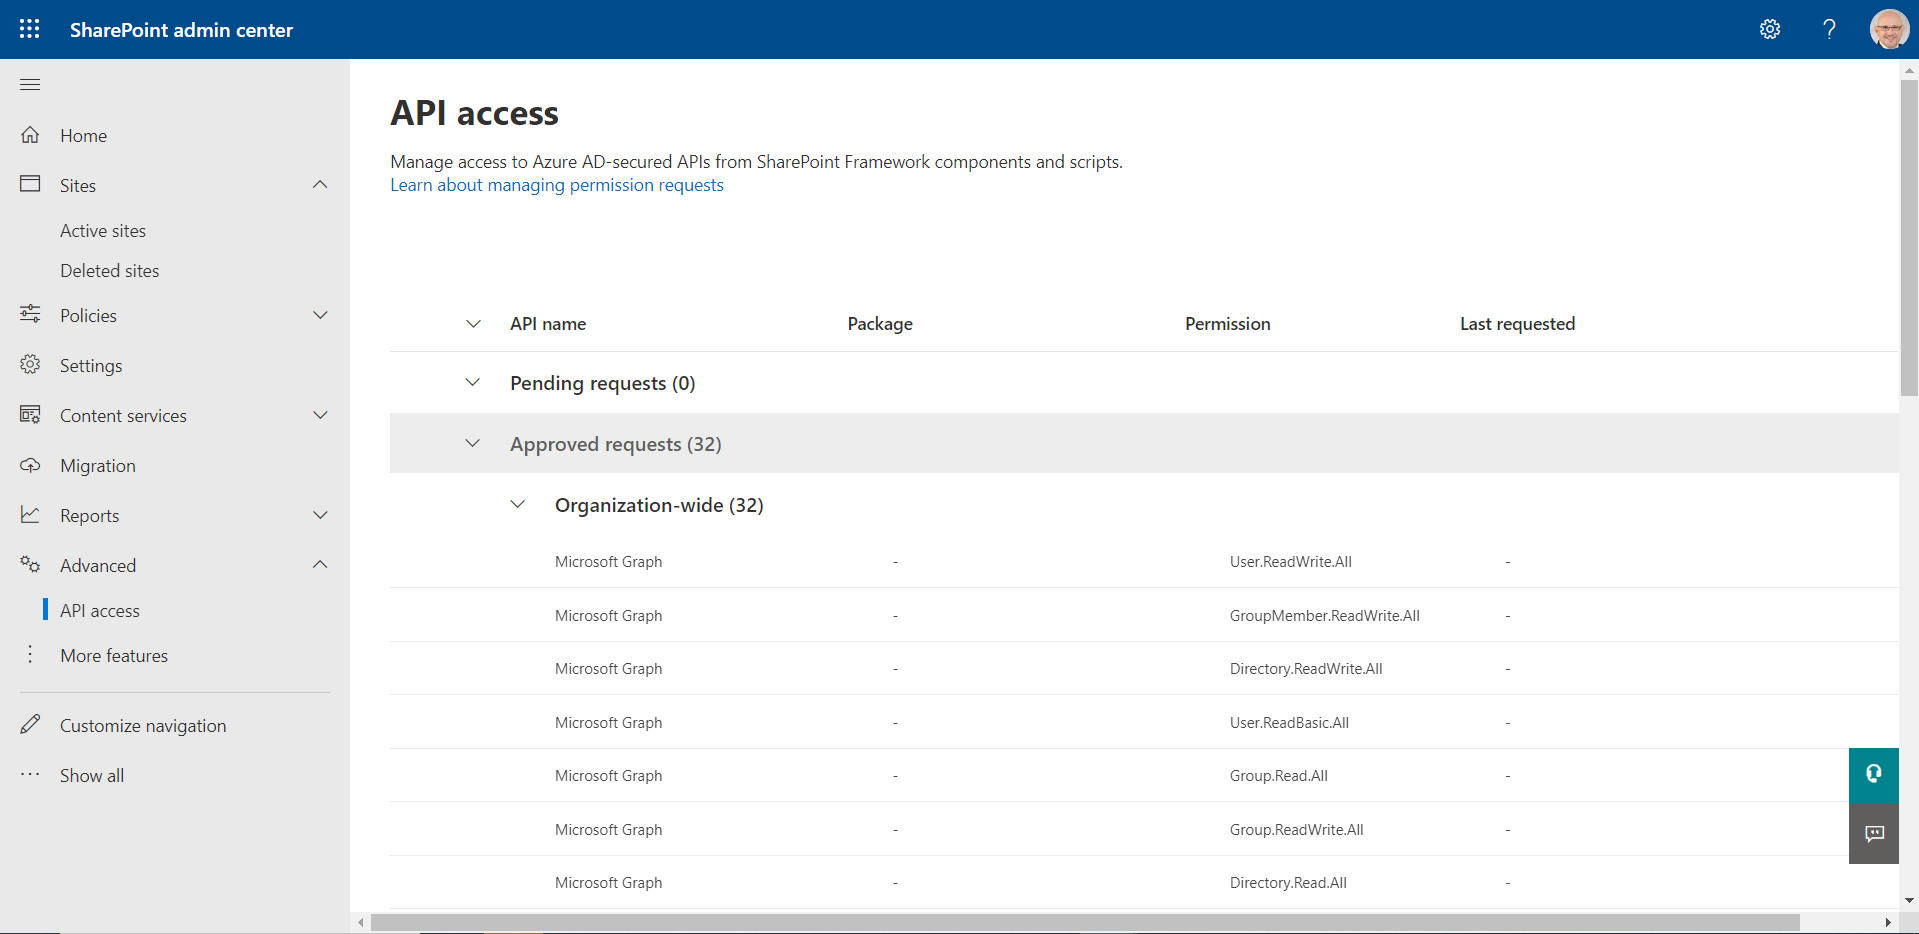 SharePoint admin center
?
Home
Sites
Active sites
Deleted sites
Policies
Settings
Content services
Migration
Reports
Advanced
API access
More features
Customize navigation
Show all
API access
Manage access to Azure AD-secured APIs from SharePoint Framework components and scripts.
Learn about managing permission requests
API name Package Permission Last requested
Pending requests (0)
Approved requests (32)
Organization-wide (32)
Microsoft Graph - User.ReadWrite.All -
Microsoft Graph - GroupMember.ReadWrite.All -
Microsoft Graph - Directory.ReadWrite.All -
Microsoft Graph - User.ReadBasic.All -
Microsoft Graph - Group.Read.All -
Microsoft Graph - Group.ReadWrite.All -
Microsoft Graph - Directory.Read.All -